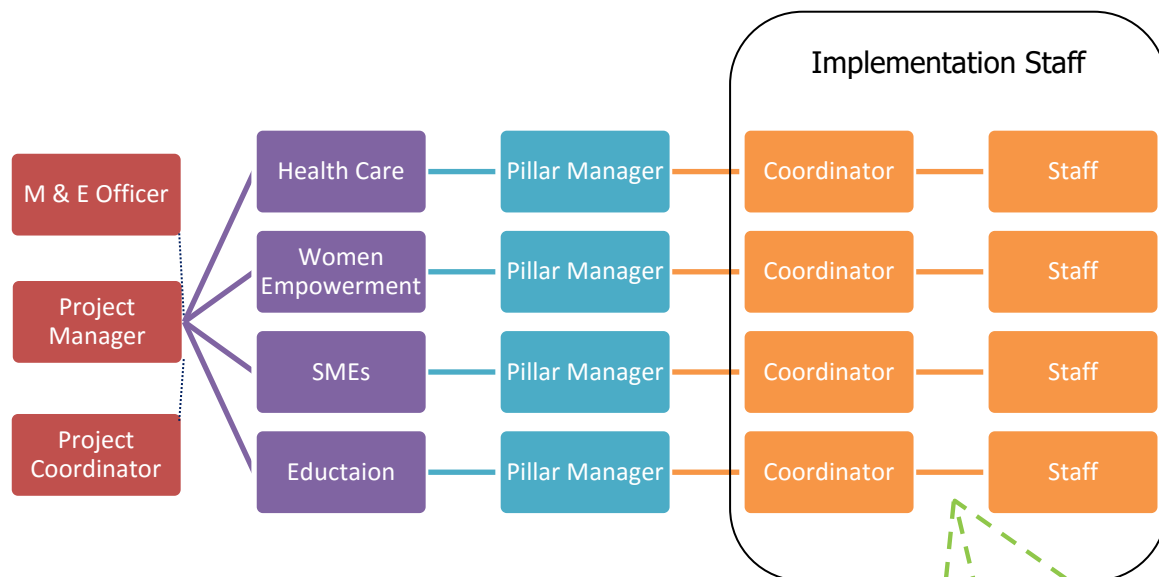 Implementation Staff
M & E Officer
Project
Manager
Project
Coordinator
Health Care
Pillar Manager
Coordinator
Staff
Women
Empowerment
Pillar Manager
Coordinator
Staff
SMEs
Pillar Manager
Coordinator
Staff
Eductaion
Pillar Manager
Coordinator
Staff